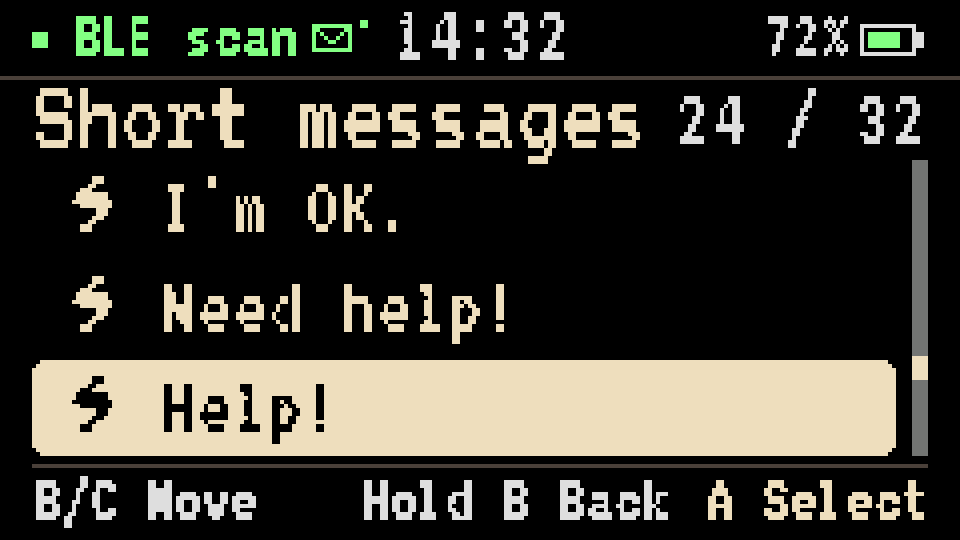 BLE scan 14:32 72%
Short messages 24 / 32
I'm OK.
Need help!
Help!
B/C Move Hold B Back A Select